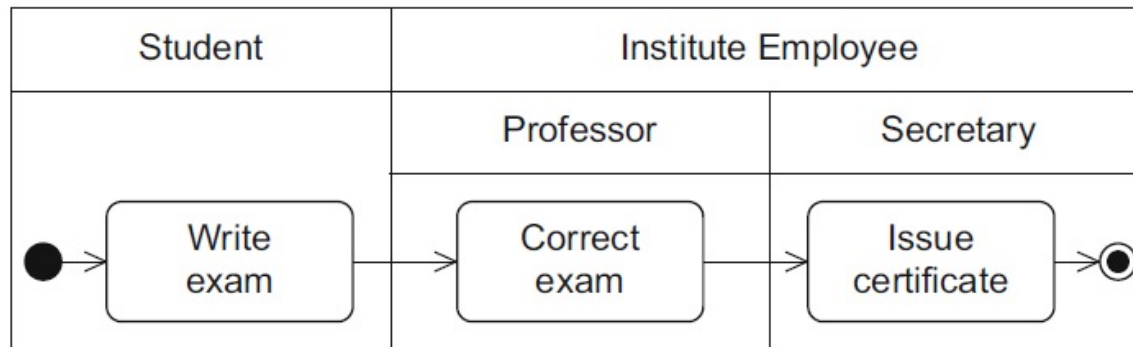 Student
Institute Employee
Professor
Secretary
Write
exam
Correct
exam
Issue
certificate